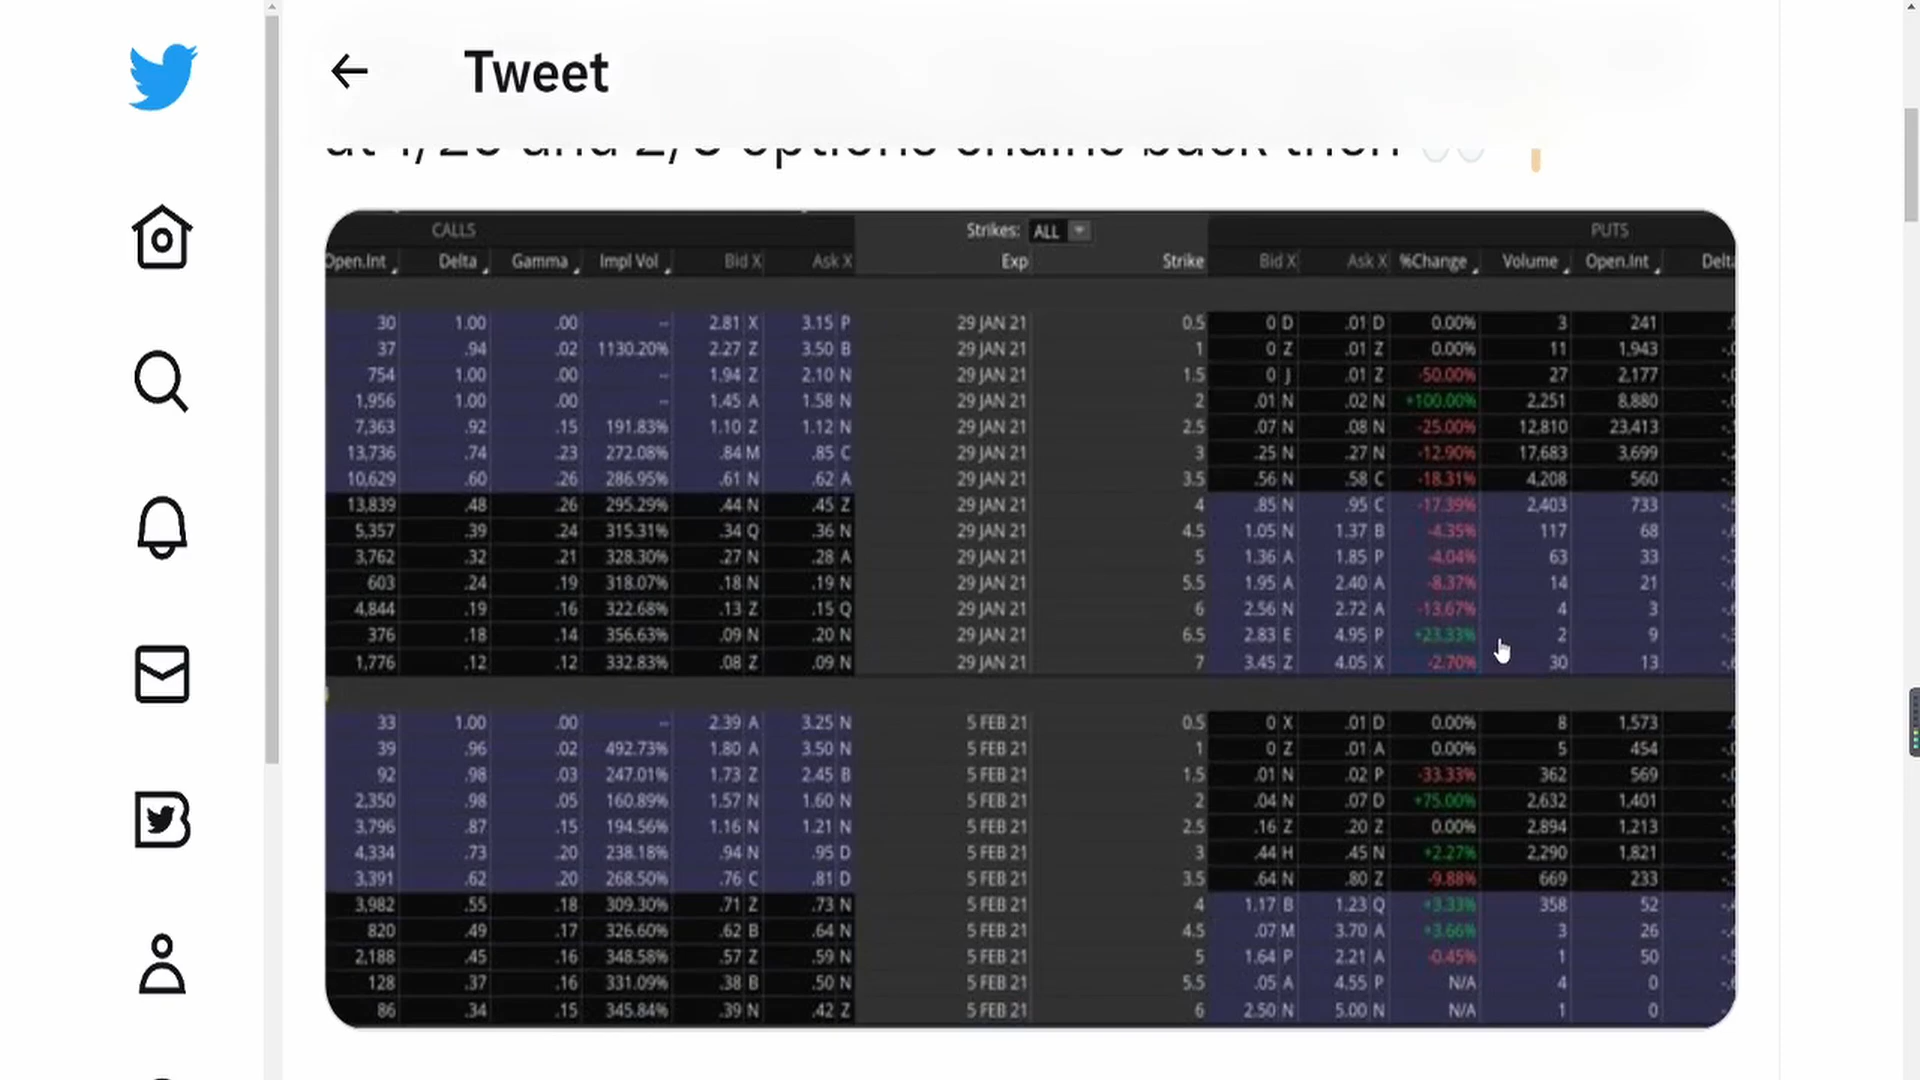 Tweet
at 1/29 and 2/5 options chains back then
CALLS Strikes: ALL PUTS
Open.Int Delta Gamma Impl Vol Bid X Ask X Exp Strike Bid X Ask X %Change Volume Open.Int Delta
30 1.00 .00 -- 2.81 X 3.15 P 29 JAN 21 0.5 0 D .01 D 0.00% 3 241
37 .94 .02 1130.20% 2.27 Z 3.50 B 29 JAN 21 1 0 Z .01 Z 0.00% 11 1,943
754 1.00 .00 -- 1.94 Z 2.10 N 29 JAN 21 1.5 0 J .01 Z -50.00% 27 2,177
1,956 1.00 .00 -- 1.45 A 1.58 N 29 JAN 21 2 .01 N .02 N +100.00% 2,251 8,880
7,363 .92 .15 191.83% 1.10 Z 1.12 N 29 JAN 21 2.5 .07 N .08 N -25.00% 12,810 23,413
13,736 .74 .23 272.08% .84 M .85 C 29 JAN 21 3 .25 N .27 N -12.90% 17,683 3,699
10,629 .60 .26 286.95% .61 N .62 A 29 JAN 21 3.5 .56 N .58 C -18.31% 4,208 560
13,839 .48 .26 295.29% .44 N .45 Z 29 JAN 21 4 .85 N .95 C -17.39% 2,403 733
5,357 .39 .24 315.31% .34 Q .36 N 29 JAN 21 4.5 1.05 N 1.37 B -4.35% 117 68
3,762 .32 .21 328.30% .27 N .28 A 29 JAN 21 5 1.36 A 1.85 P -4.04% 63 33
603 .24 .19 318.07% .18 N .19 N 29 JAN 21 5.5 1.95 A 2.40 A -8.37% 14 21
4,844 .19 .16 322.68% .13 Z .15 Q 29 JAN 21 6 2.56 N 2.72 A -13.67% 4 3
376 .18 .14 356.63% .09 N .20 N 29 JAN 21 6.5 2.83 E 4.95 P +23.33% 2 9
1,776 .12 .12 332.83% .08 Z .09 N 29 JAN 21 7 3.45 Z 4.05 X -2.70% 30 13
33 1.00 .00 -- 2.39 A 3.25 N 5 FEB 21 0.5 0 X .01 D 0.00% 8 1,573
39 .96 .02 492.73% 1.80 A 3.50 N 5 FEB 21 1 0 Z .01 A 0.00% 5 454
92 .98 .03 247.01% 1.73 Z 2.45 B 5 FEB 21 1.5 .01 N .02 P -33.33% 362 569
2,350 .98 .05 160.89% 1.57 N 1.60 N 5 FEB 21 2 .04 N .07 D +75.00% 2,632 1,401
3,796 .87 .15 194.56% 1.16 N 1.21 N 5 FEB 21 2.5 .16 Z .20 Z 0.00% 2,894 1,213
4,334 .73 .20 238.18% .94 N .95 D 5 FEB 21 3 .44 H .45 N +2.27% 2,290 1,821
3,391 .62 .20 268.50% .76 C .81 D 5 FEB 21 3.5 .64 N .80 Z -9.88% 669 233
3,982 .55 .18 309.30% .71 Z .73 N 5 FEB 21 4 1.17 B 1.23 Q +3.33% 358 52
820 .49 .17 326.60% .62 B .64 N 5 FEB 21 4.5 .07 M 3.70 A +3.66% 3 26
2,188 .45 .16 348.58% .57 Z .59 N 5 FEB 21 5 1.64 P 2.21 A -0.45% 1 50
128 .37 .16 331.09% .38 B .50 N 5 FEB 21 5.5 .05 A 4.55 P N/A 4 0
86 .34 .15 345.84% .39 N .42 Z 5 FEB 21 6 2.50 N 5.00 N N/A 1 0